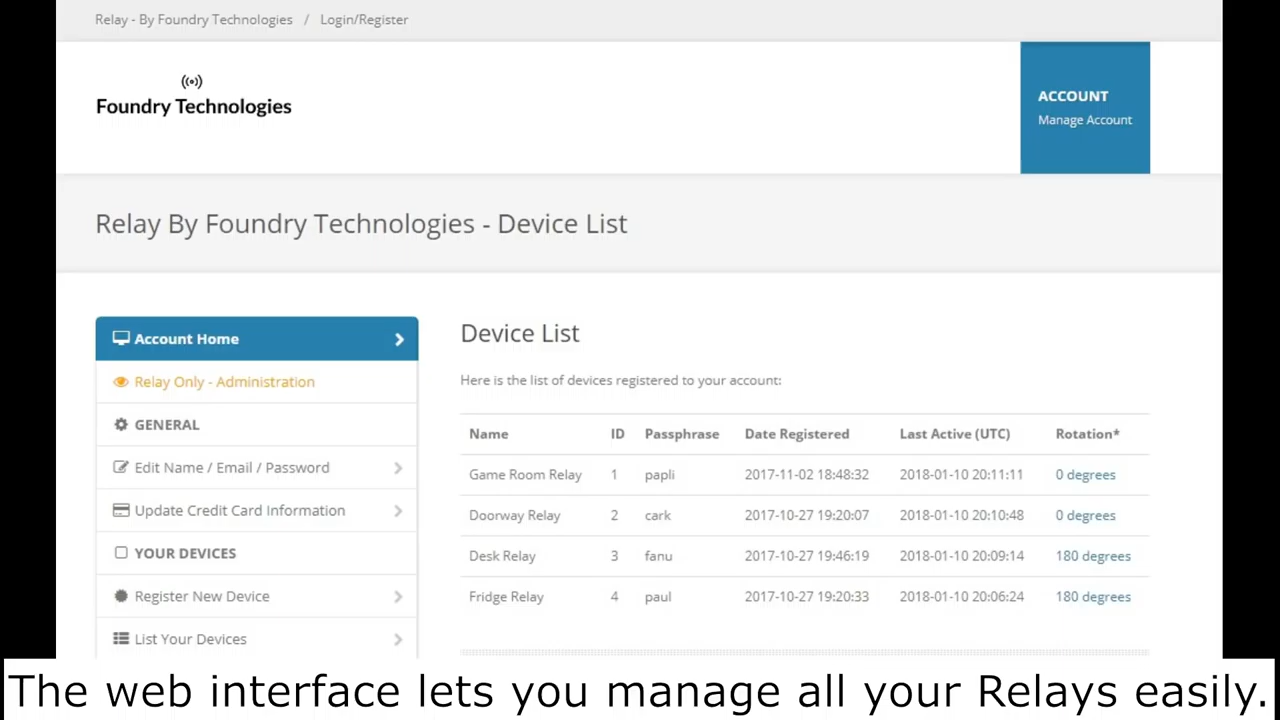 Relay - By Foundry Technologies / Login/Register
Foundry Technologies
ACCOUNT
Manage Account
Relay By Foundry Technologies - Device List
Account Home
Relay Only - Administration
GENERAL
Edit Name / Email / Password
Update Credit Card Information
YOUR DEVICES
Register New Device
List Your Devices
Device List
Here is the list of devices registered to your account:
Name ID Passphrase Date Registered Last Active (UTC) Rotation*
Game Room Relay 1 papli 2017-11-02 18:48:32 2018-01-10 20:11:11 0 degrees
Doorway Relay 2 cark 2017-10-27 19:20:07 2018-01-10 20:10:48 0 degrees
Desk Relay 3 fanu 2017-10-27 19:46:19 2018-01-10 20:09:14 180 degrees
Fridge Relay 4 paul 2017-10-27 19:20:33 2018-01-10 20:06:24 180 degrees
The web interface lets you manage all your Relays easily.